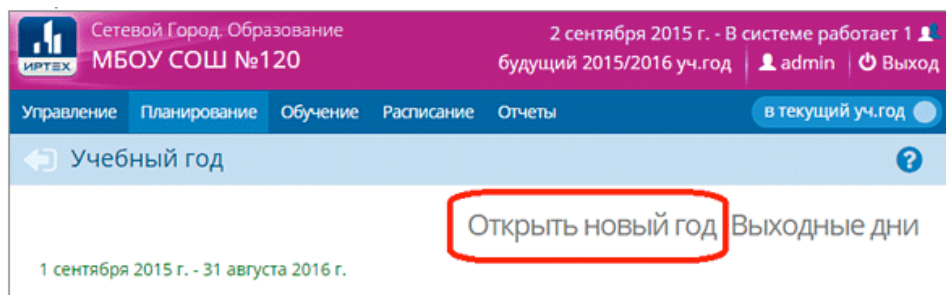 Сетевой Город. Образование
2 сентября 2015 г. - В системе работает 1
ИРТЕХ
МБОУ СОШ №120
будущий 2015/2016 уч.год
admin
Выход
Управление
Планирование
Обучение
Расписание
Отчеты
в текущий уч.год
Учебный год
?
Открыть новый год
Выходные дни
1 сентября 2015 г. - 31 августа 2016 г.